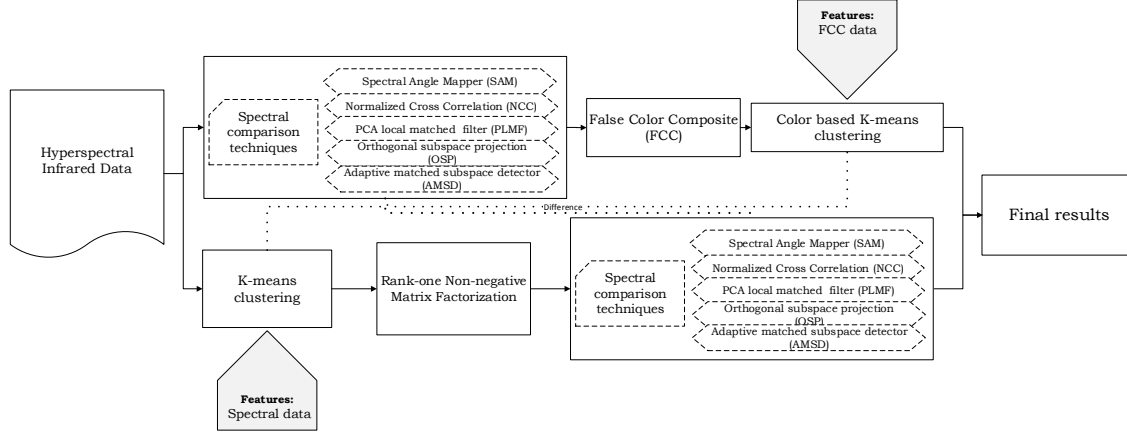 Features:
FCC data
Hyperspectral
Infrared Data
Spectral
comparison
techniques
Spectral Angle Mapper (SAM)
Normalized Cross Correlation (NCC)
PCA local matched filter (PLMF)
Orthogonal subspace projection
(OSP)
Adaptive matched subspace detector
(AMSD)
False Color Composite
(FCC)
Color based K-means
clustering
Difference
Final results
K-means
clustering
Rank-one Non-negative
Matrix Factorization
Spectral
comparison
techniques
Spectral Angle Mapper (SAM)
Normalized Cross Correlation (NCC)
PCA local matched filter (PLMF)
Orthogonal subspace projection
(OSP)
Adaptive matched subspace detector
(AMSD)
Features:
Spectral data